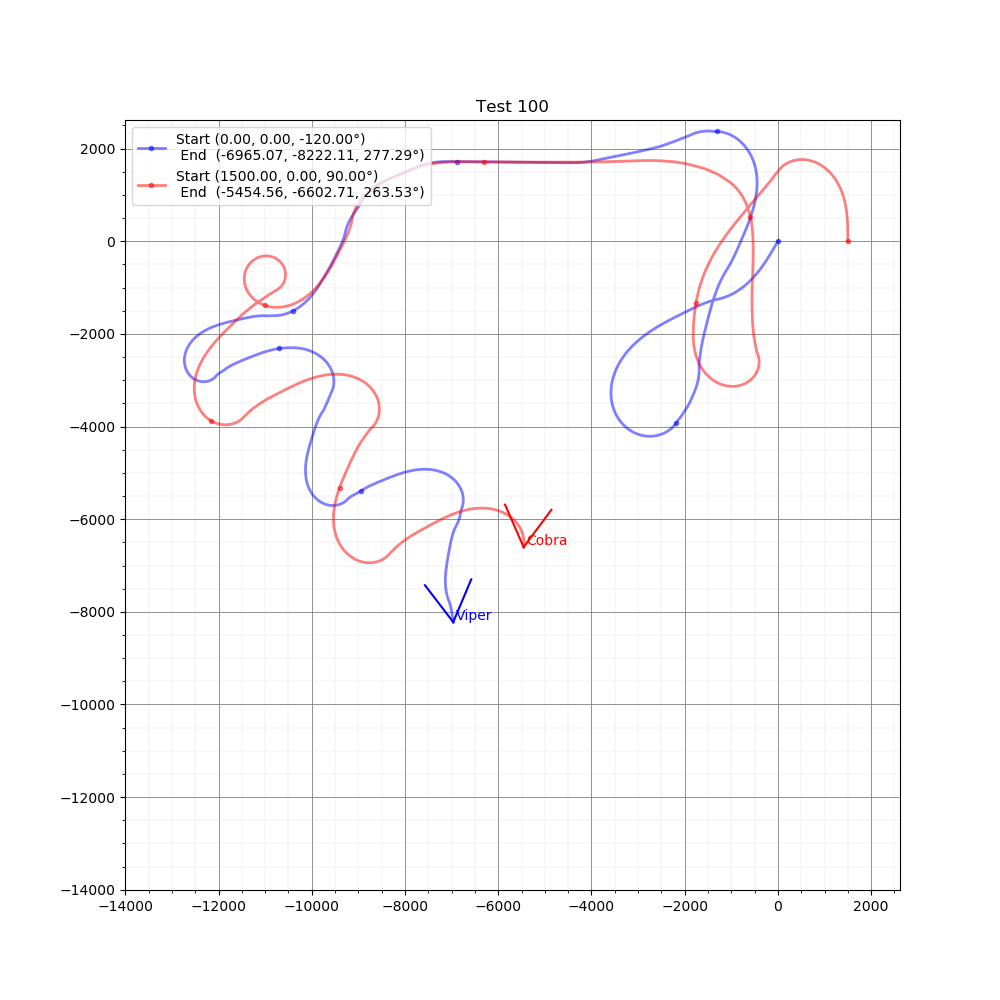 Test 100
Start (0.00, 0.00, -120.00°)
End (-6965.07, -8222.11, 277.29°)
Start (1500.00, 0.00, 90.00°)
End (-5454.56, -6602.71, 263.53°)
2000
0
−2000
−4000
−6000
−8000
−10000
−12000
−14000
Cobra
Viper
−14000 −12000 −10000 −8000 −6000 −4000 −2000 0 2000